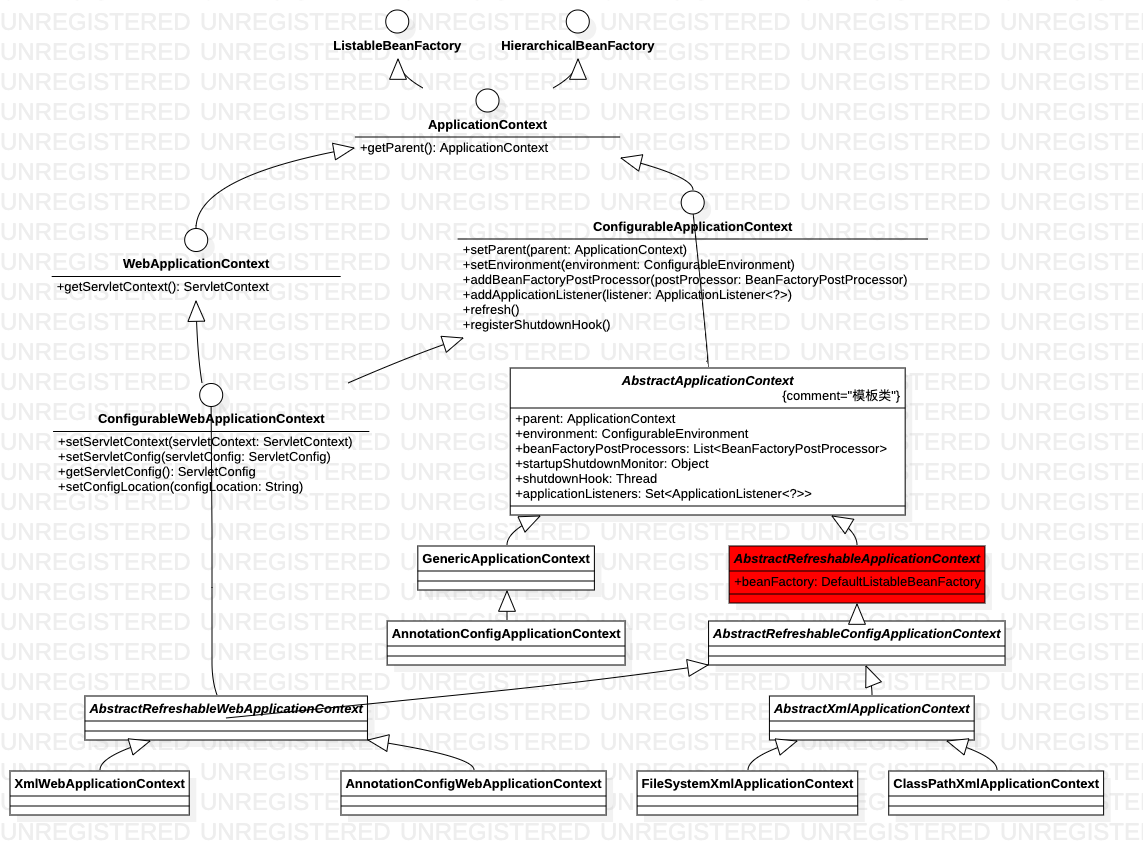 ListableBeanFactory
HierarchicalBeanFactory
ApplicationContext
+getParent(): ApplicationContext
ConfigurableApplicationContext
+setParent(parent: ApplicationContext)
+setEnvironment(environment: ConfigurableEnvironment)
+addBeanFactoryPostProcessor(postProcessor: BeanFactoryPostProcessor)
+addApplicationListener(listener: ApplicationListener<?>)
+refresh()
+registerShutdownHook()
WebApplicationContext
+getServletContext(): ServletContext
ConfigurableWebApplicationContext
+setServletContext(servletContext: ServletContext)
+setServletConfig(servletConfig: ServletConfig)
+getServletConfig(): ServletConfig
+setConfigLocation(configLocation: String)
AbstractApplicationContext
{comment="模板类"}
+parent: ApplicationContext
+environment: ConfigurableEnvironment
+beanFactoryPostProcessors: List<BeanFactoryPostProcessor>
+startupShutdownMonitor: Object
+shutdownHook: Thread
+applicationListeners: Set<ApplicationListener<?>>
GenericApplicationContext
AbstractRefreshableApplicationContext
+beanFactory: DefaultListableBeanFactory
AnnotationConfigApplicationContext
AbstractRefreshableConfigApplicationContext
AbstractRefreshableWebApplicationContext
AbstractXmlApplicationContext
XmlWebApplicationContext
AnnotationConfigWebApplicationContext
FileSystemXmlApplicationContext
ClassPathXmlApplicationContext
UNREGISTERED